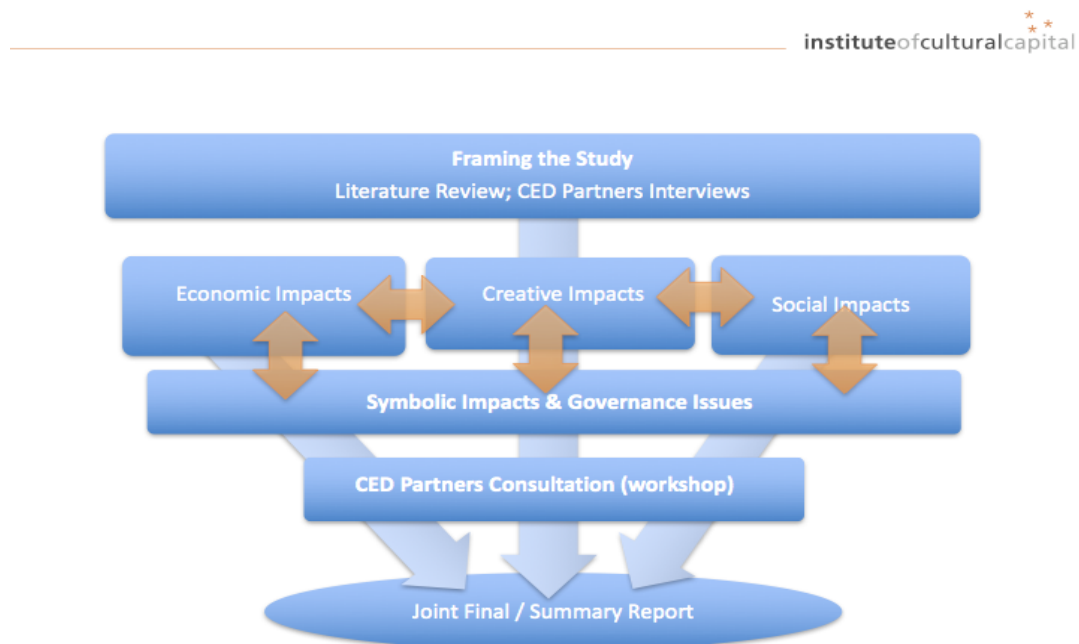 instituteofculturalcapital
Framing the Study
Literature Review; CED Partners Interviews
Economic Impacts
Creative Impacts
Social Impacts
Symbolic Impacts & Governance Issues
CED Partners Consultation (workshop)
Joint Final / Summary Report